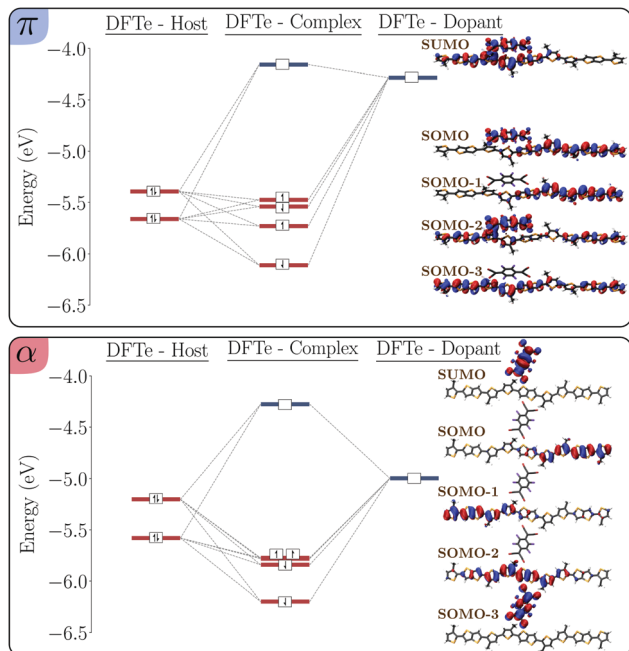 π
DFTe - Host DFTe - Complex DFTe - Dopant
SUMO
−4.0
−4.5
−5.0
−5.5
−6.0
−6.5
Energy (eV)
SOMO
SOMO-1
SOMO-2
SOMO-3
α
DFTe - Host DFTe - Complex DFTe - Dopant
SUMO
−4.0
−4.5
−5.0
−5.5
−6.0
−6.5
Energy (eV)
SOMO
SOMO-1
SOMO-2
SOMO-3